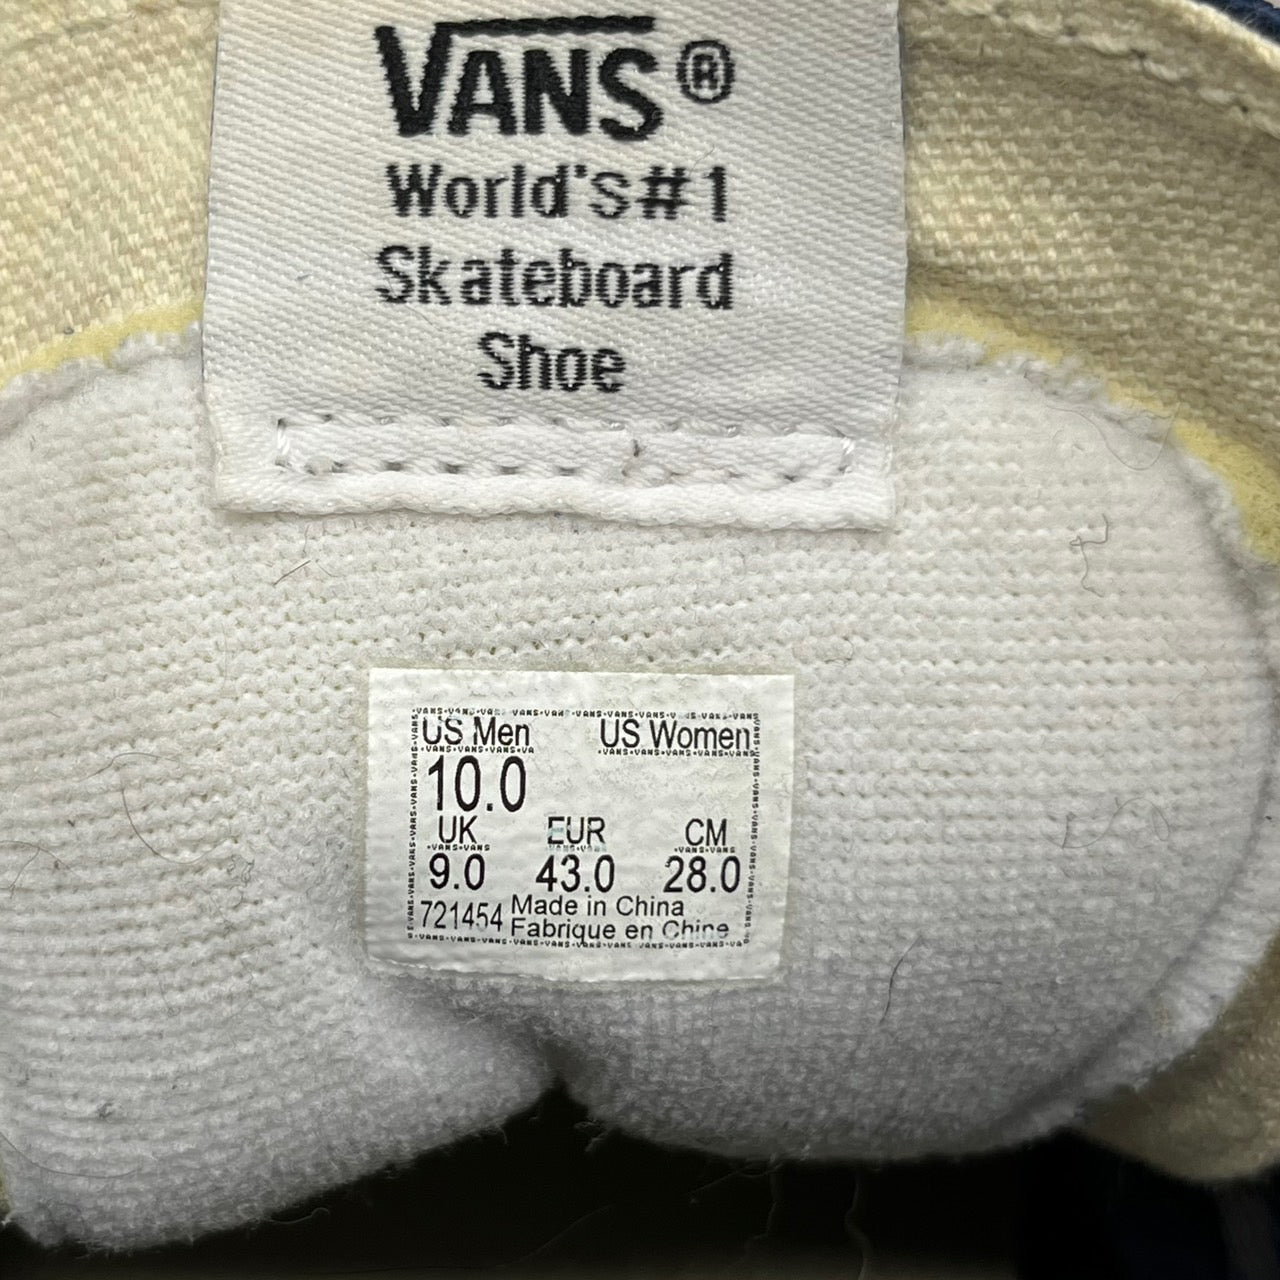 VANS®
World's #1
Skateboard
Shoe
US Men US Women
10.0
UK EUR CM
9.0 43.0 28.0
721454 Made in China
Fabrique en Chine